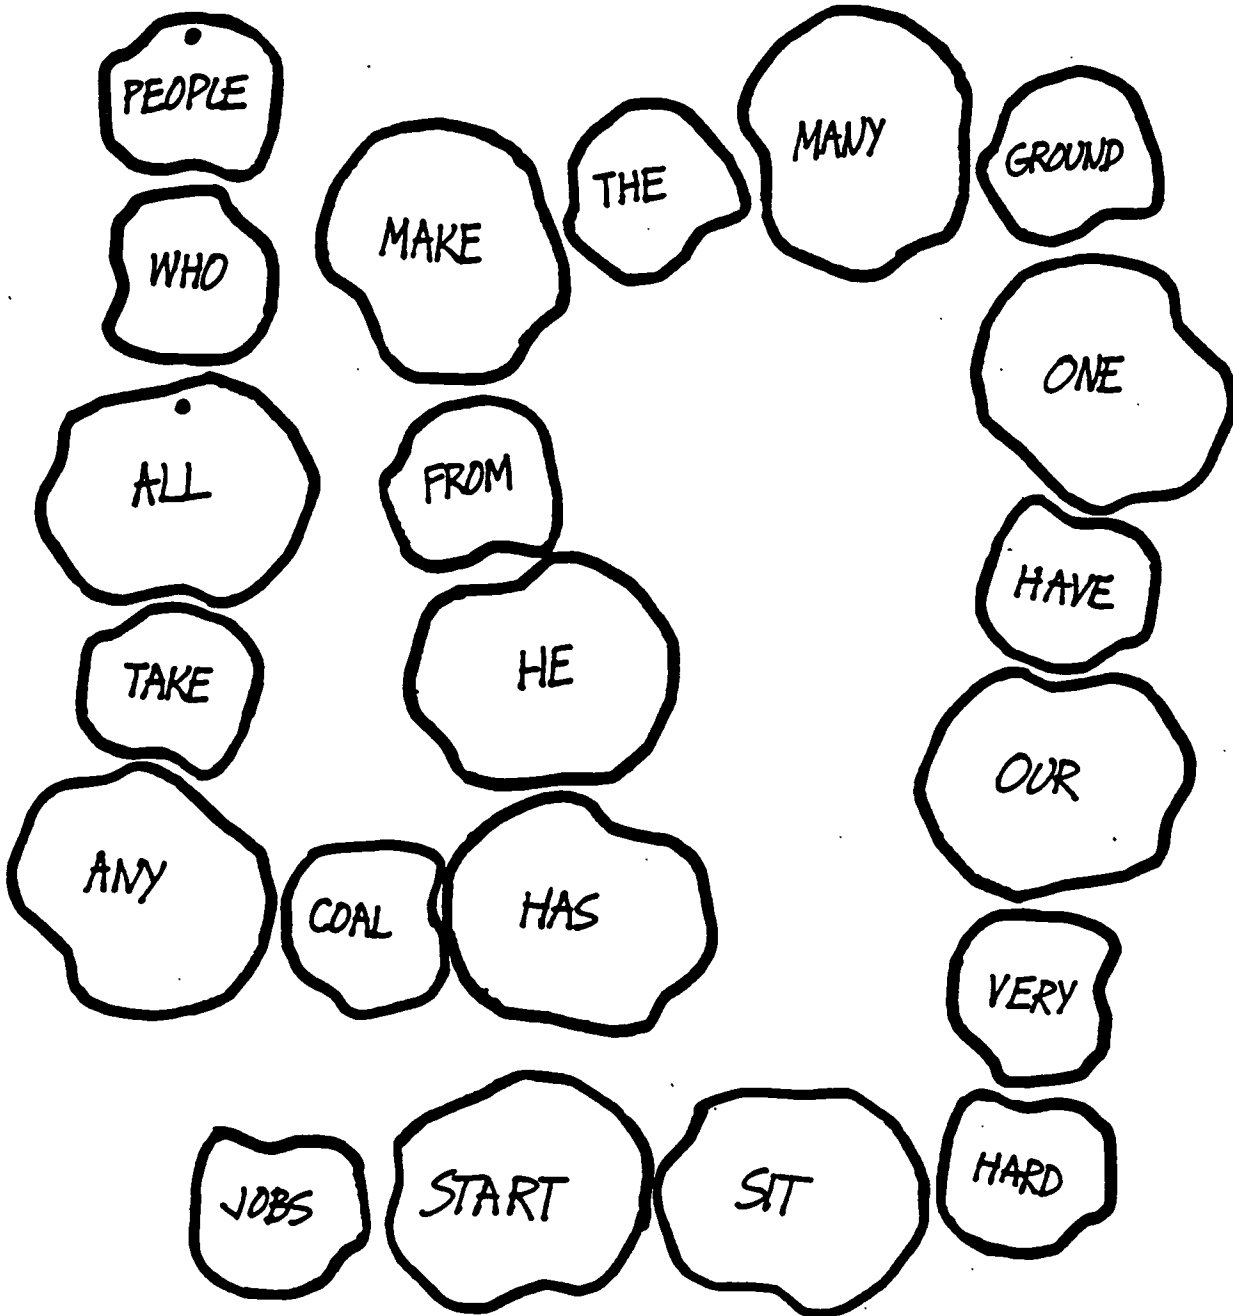 PEOPLE
WHO
ALL
TAKE
ANY
COAL
HAS
HE
FROM
MAKE
THE
MANY
GROUND
ONE
HAVE
OUR
VERY
HARD
SIT
START
JOBS